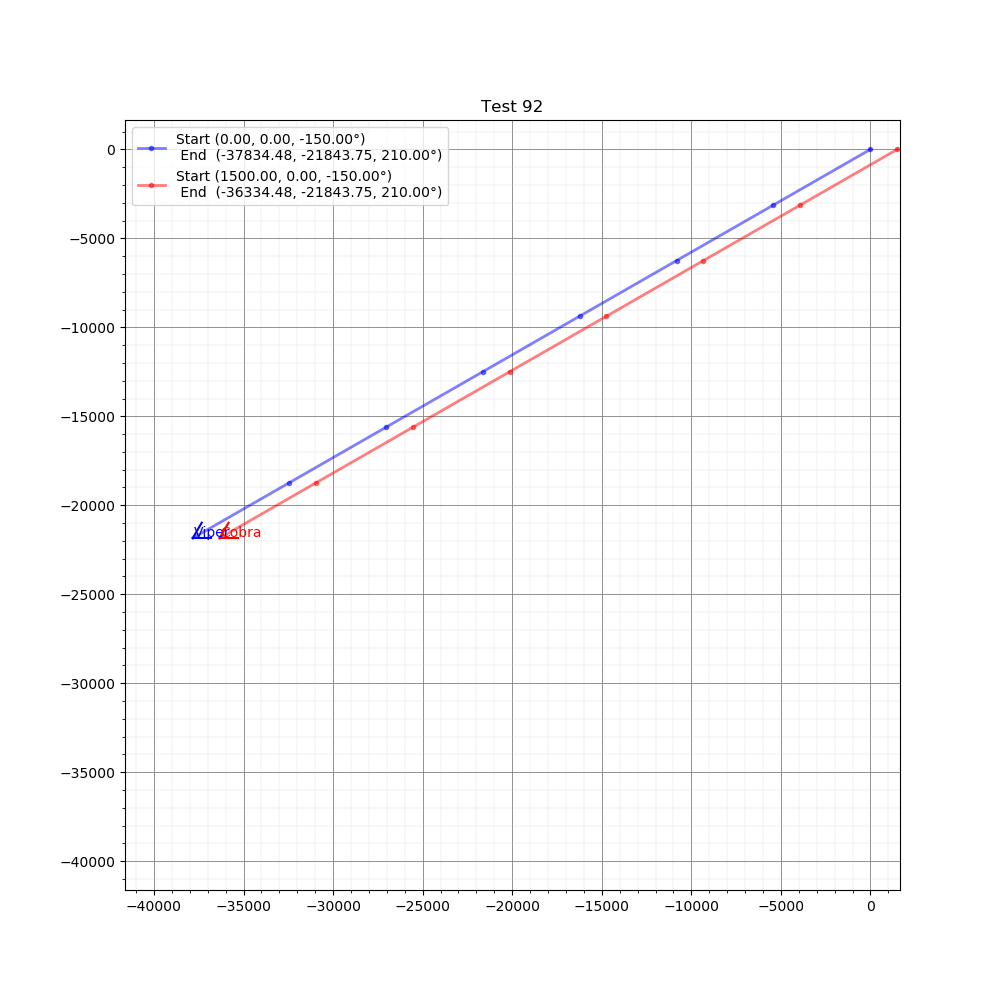 Test 92
Start (0.00, 0.00, -150.00°)
End  (-37834.48, -21843.75, 210.00°)
Start (1500.00, 0.00, -150.00°)
End  (-36334.48, -21843.75, 210.00°)
0
−5000
−10000
−15000
−20000
−25000
−30000
−35000
−40000
Viper
Cobra
−40000 −35000 −30000 −25000 −20000 −15000 −10000 −5000 0